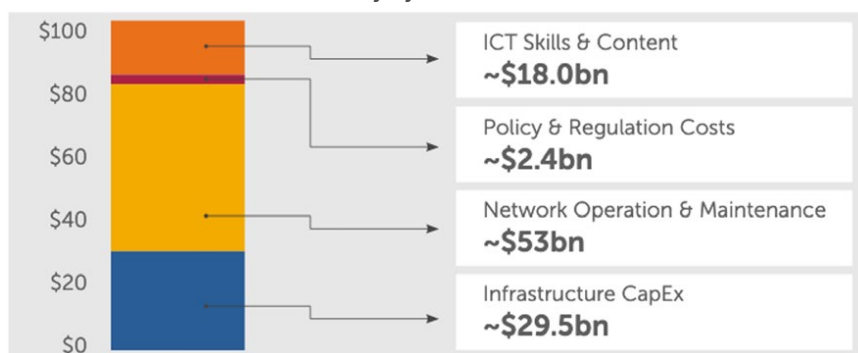 $100
$80
$60
$40
$20
$0
ICT Skills & Content
~$18.0bn
Policy & Regulation Costs
~$2.4bn
Network Operation & Maintenance
~$53bn
Infrastructure CapEx
~$29.5bn